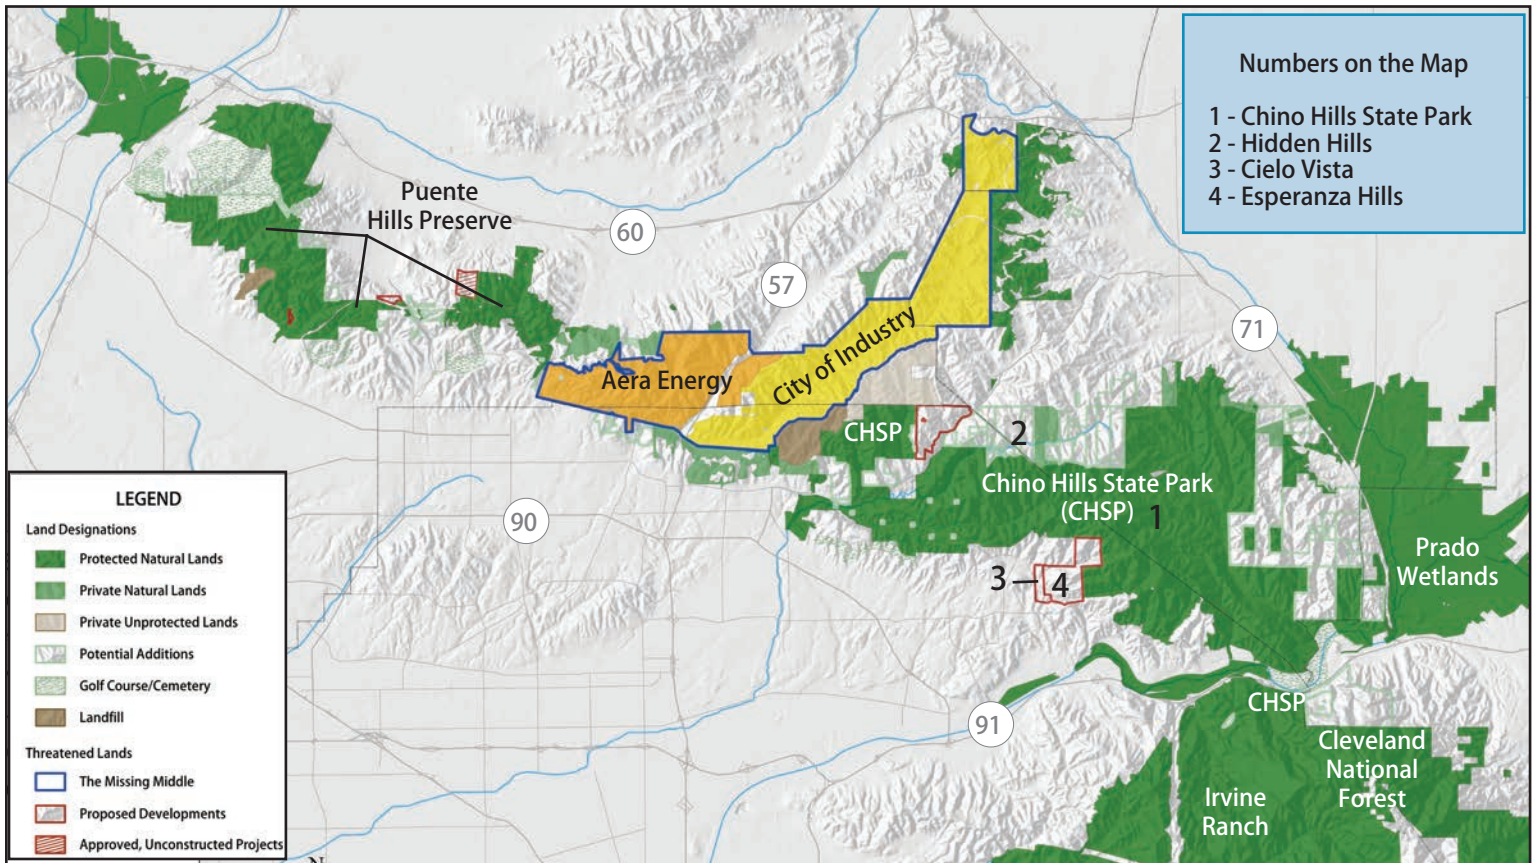 Numbers on the Map
1 - Chino Hills State Park
2 - Hidden Hills
3 - Cielo Vista
4 - Esperanza Hills
Puente
Hills Preserve
60
57
71
City of Industry
Aera Energy
CHSP
2
Chino Hills State Park
(CHSP)
1
90
3
4
Prado
Wetlands
91
CHSP
Cleveland
National
Forest
Irvine
Ranch
LEGEND
Land Designations
Protected Natural Lands
Private Natural Lands
Private Unprotected Lands
Potential Additions
Golf Course/Cemetery
Landfill
Threatened Lands
The Missing Middle
Proposed Developments
Approved, Unconstructed Projects
N